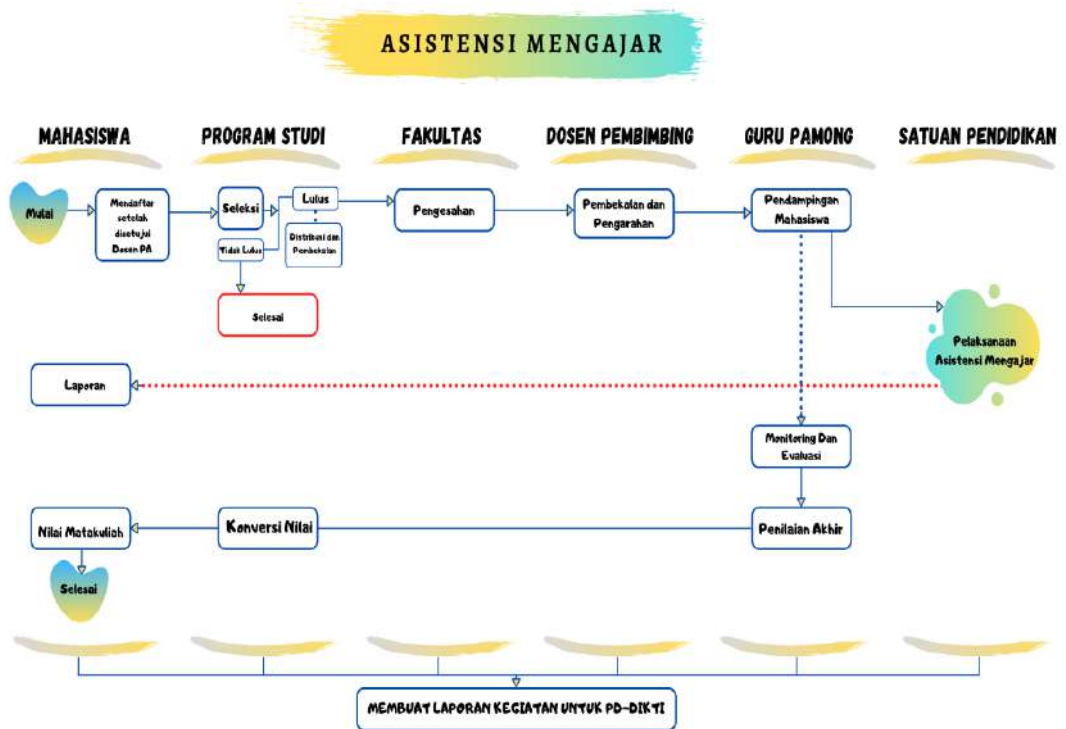 ASISTENSI MENGAJAR
MAHASISWA
PROGRAM STUDI
FAKULTAS
DOSEN PEMBIMBING
GURU PAMONG
SATUAN PENDIDIKAN
Mulai
Mendaftar
setelah
disetujui
Dosen PA
Seleksi
Lulus
Tidak Lulus
Distribusi dan
Pembekalan
Selesai
Pengesahan
Pembekalan dan
Pengarahan
Pendampingan
Mahasiswa
Pelaksanaan
Asistensi Mengajar
Laporan
Monitoring Dan
Evaluasi
Nilai Matakuliah
Konversi Nilai
Penilaian Akhir
Selesai
MEMBUAT LAPORAN KEGIATAN UNTUK PD-DIKTI